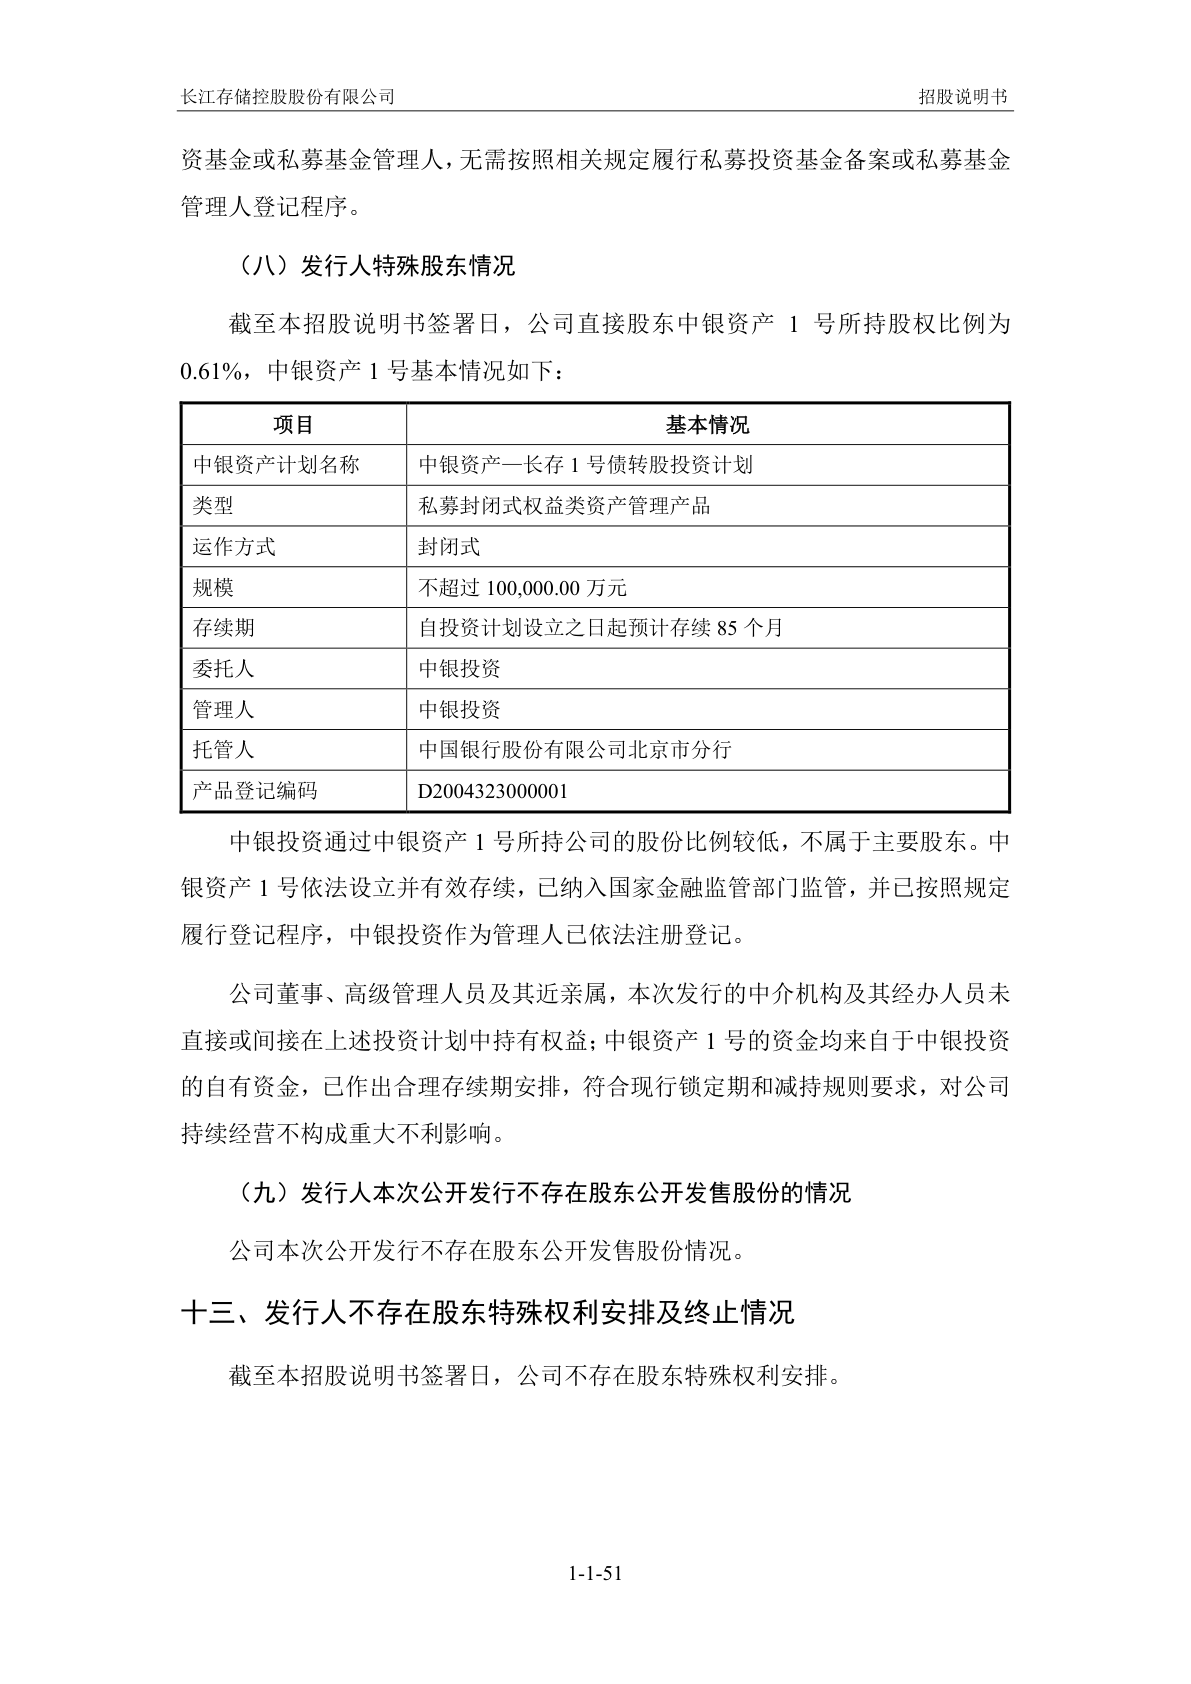 长江存储控股股份有限公司 招股说明书
资基金或私募基金管理人，无需按照相关规定履行私募投资基金备案或私募基金
管理人登记程序。
（八）发行人特殊股东情况
截至本招股说明书签署日，公司直接股东中银资产 1 号所持股权比例为
0.61%，中银资产 1 号基本情况如下：
项目 基本情况
中银资产计划名称 中银资产—长存 1 号债转股投资计划
类型 私募封闭式权益类资产管理产品
运作方式 封闭式
规模 不超过 100,000.00 万元
存续期 自投资计划设立之日起预计存续 85 个月
委托人 中银投资
管理人 中银投资
托管人 中国银行股份有限公司北京市分行
产品登记编码 D2004323000001
中银投资通过中银资产 1 号所持公司的股份比例较低，不属于主要股东。中
银资产 1 号依法设立并有效存续，已纳入国家金融监管部门监管，并已按照规定
履行登记程序，中银投资作为管理人已依法注册登记。
公司董事、高级管理人员及其近亲属，本次发行的中介机构及其经办人员未
直接或间接在上述投资计划中持有权益；中银资产 1 号的资金均来自于中银投资
的自有资金，已作出合理存续期安排，符合现行锁定期和减持规则要求，对公司
持续经营不构成重大不利影响。
（九）发行人本次公开发行不存在股东公开发售股份的情况
公司本次公开发行不存在股东公开发售股份情况。
十三、发行人不存在股东特殊权利安排及终止情况
截至本招股说明书签署日，公司不存在股东特殊权利安排。
1-1-51